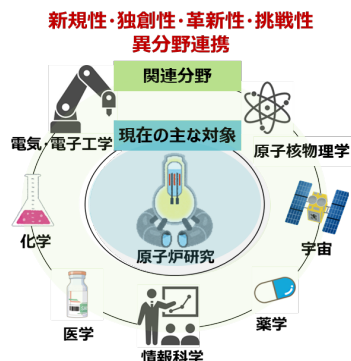 新規性･独創性･革新性･挑戦性
異分野連携
関連分野
電気･電子工学
現在の主な対象
原子核物理学
化学
原子炉研究
宇宙
医学
情報科学
薬学